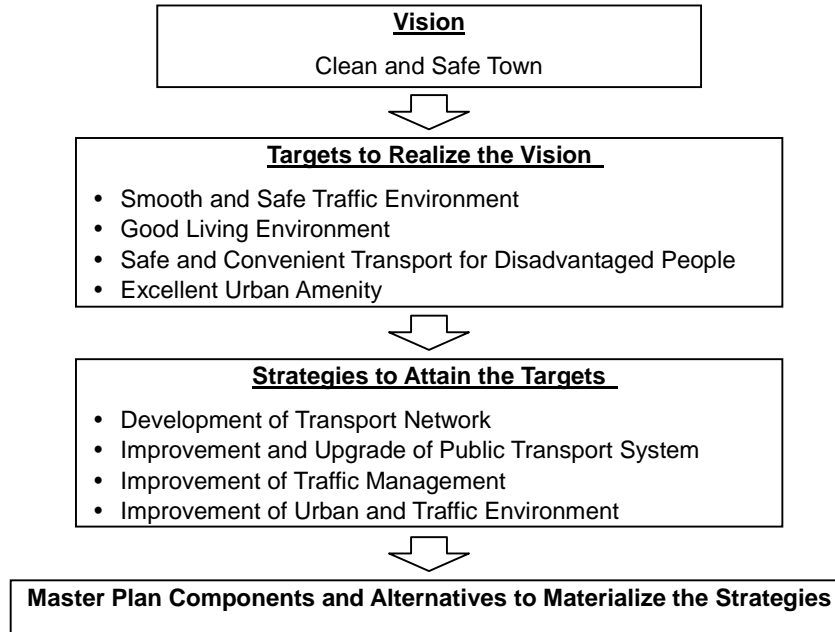 Vision
Clean and Safe Town
Targets to Realize the Vision
• Smooth and Safe Traffic Environment
• Good Living Environment
• Safe and Convenient Transport for Disadvantaged People
• Excellent Urban Amenity
Strategies to Attain the Targets
• Development of Transport Network
• Improvement and Upgrade of Public Transport System
• Improvement of Traffic Management
• Improvement of Urban and Traffic Environment
Master Plan Components and Alternatives to Materialize the Strategies